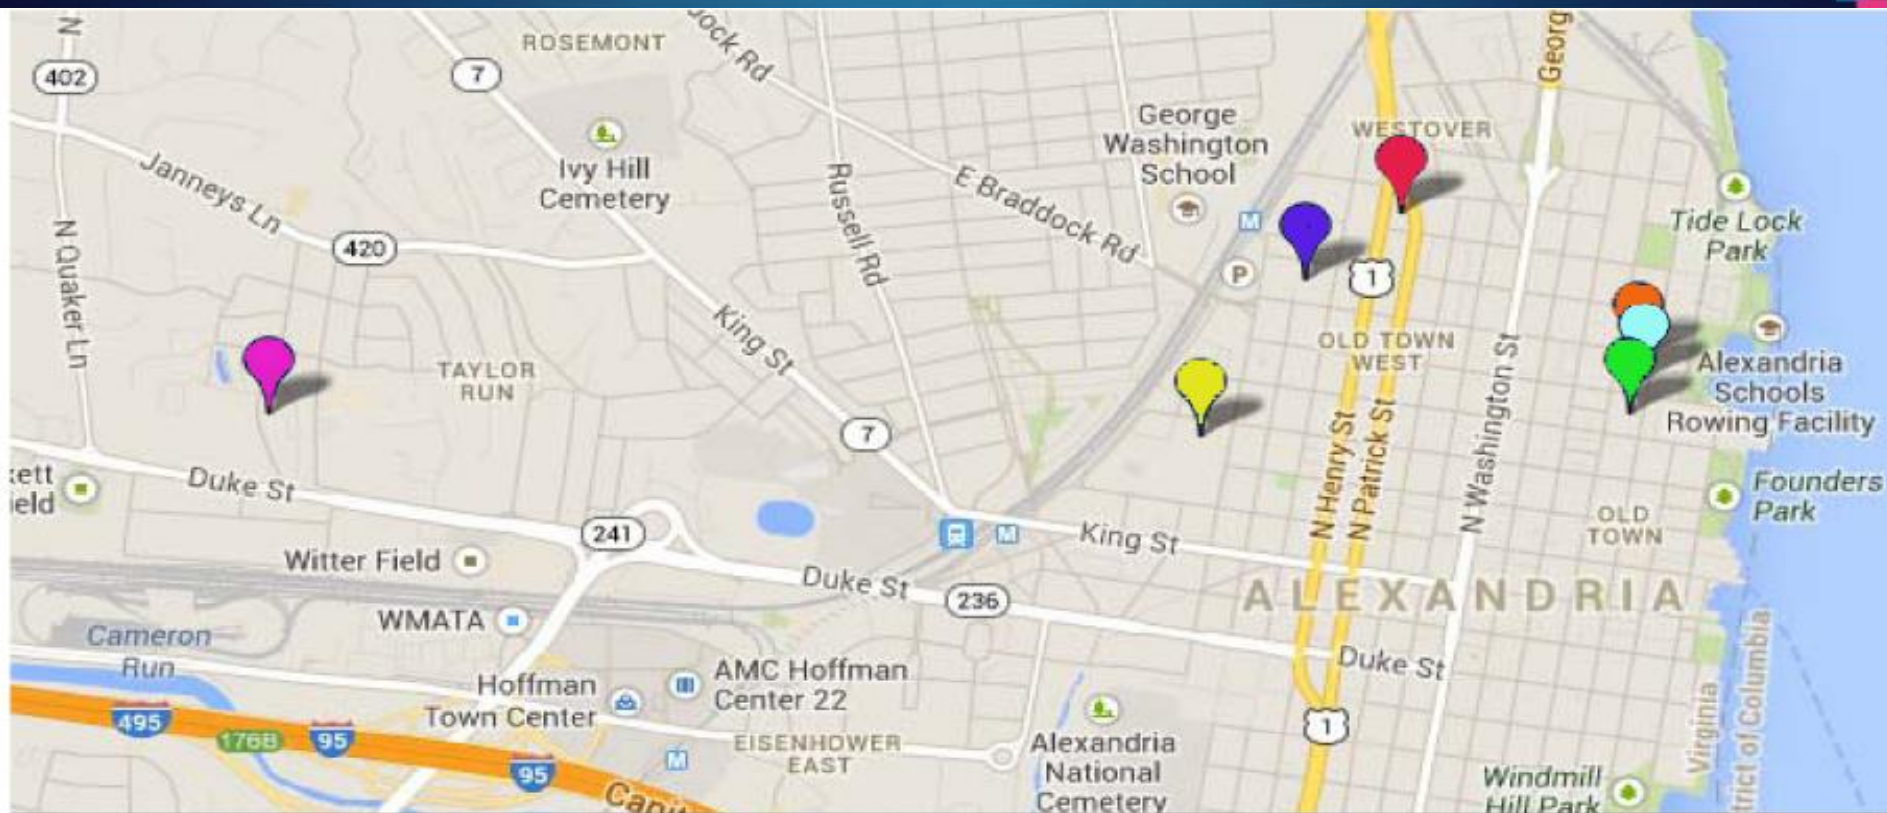 N
402
7
ROSEMONT
ock Rd
Georg
George
Washington
School
WESTOVER
Ivy Hill
Cemetery
Janneys Ln
420
N Quaker Ln
Russell Rd
E Braddock Rd
M
P
1
Tide Lock
Park
King St
TAYLOR
RUN
OLD TOWN
WEST
N Washington St
Alexandria
Schools
Rowing Facility
7
N Henry St
N Patrick St
kett
ield
Duke St
241
Founders
Park
OLD
TOWN
M
King St
Witter Field
Duke St
236
ALEXANDRIA
WMATA
Cameron
Run
Duke St
Hoffman
Town Center
AMC Hoffman
Center 22
495
176B
95
95
EISENHOWER
EAST
M
1
Alexandria
National
Cemetery
Virginia
trict of Columbia
Windmill
Hill Park
Capit